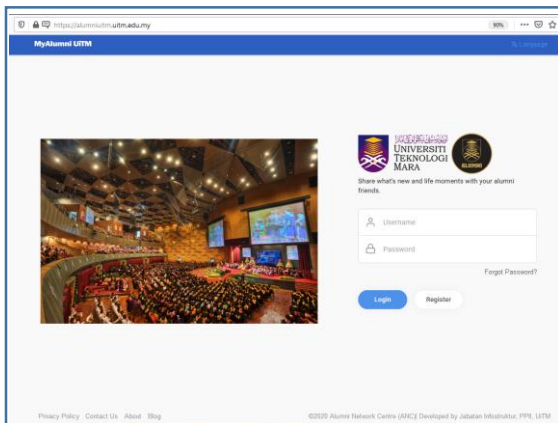 https://alumniuitm.uitm.edu.my
90%
MyAlumni UiTM
Language
UNIVERSITI
TEKNOLOGI
MARA
ALUMNI
Share what's new and life moments with your alumni
friends.
Username
Password
Forgot Password?
Login
Register
Privacy Policy Contact Us About Blog
©2020 Alumni Network Centre (ANC)| Developed by Jabatan Infostruktur, PPII, UiTM